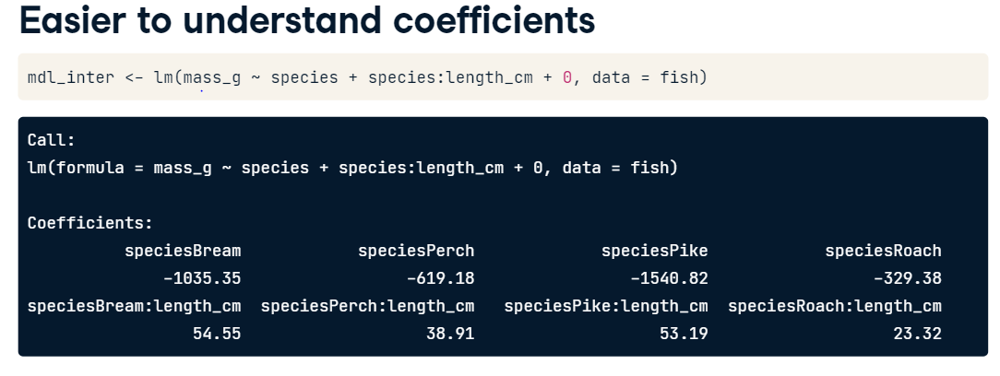 Easier to understand coefficients
mdl_inter <- lm(mass_g ~ species + species:length_cm + 0, data = fish)
Call:
lm(formula = mass_g ~ species + species:length_cm + 0, data = fish)
Coefficients:
speciesBream speciesPerch speciesPike speciesRoach
-1035.35 -619.18 -1540.82 -329.38
speciesBream:length_cm speciesPerch:length_cm speciesPike:length_cm speciesRoach:length_cm
54.55 38.91 53.19 23.32